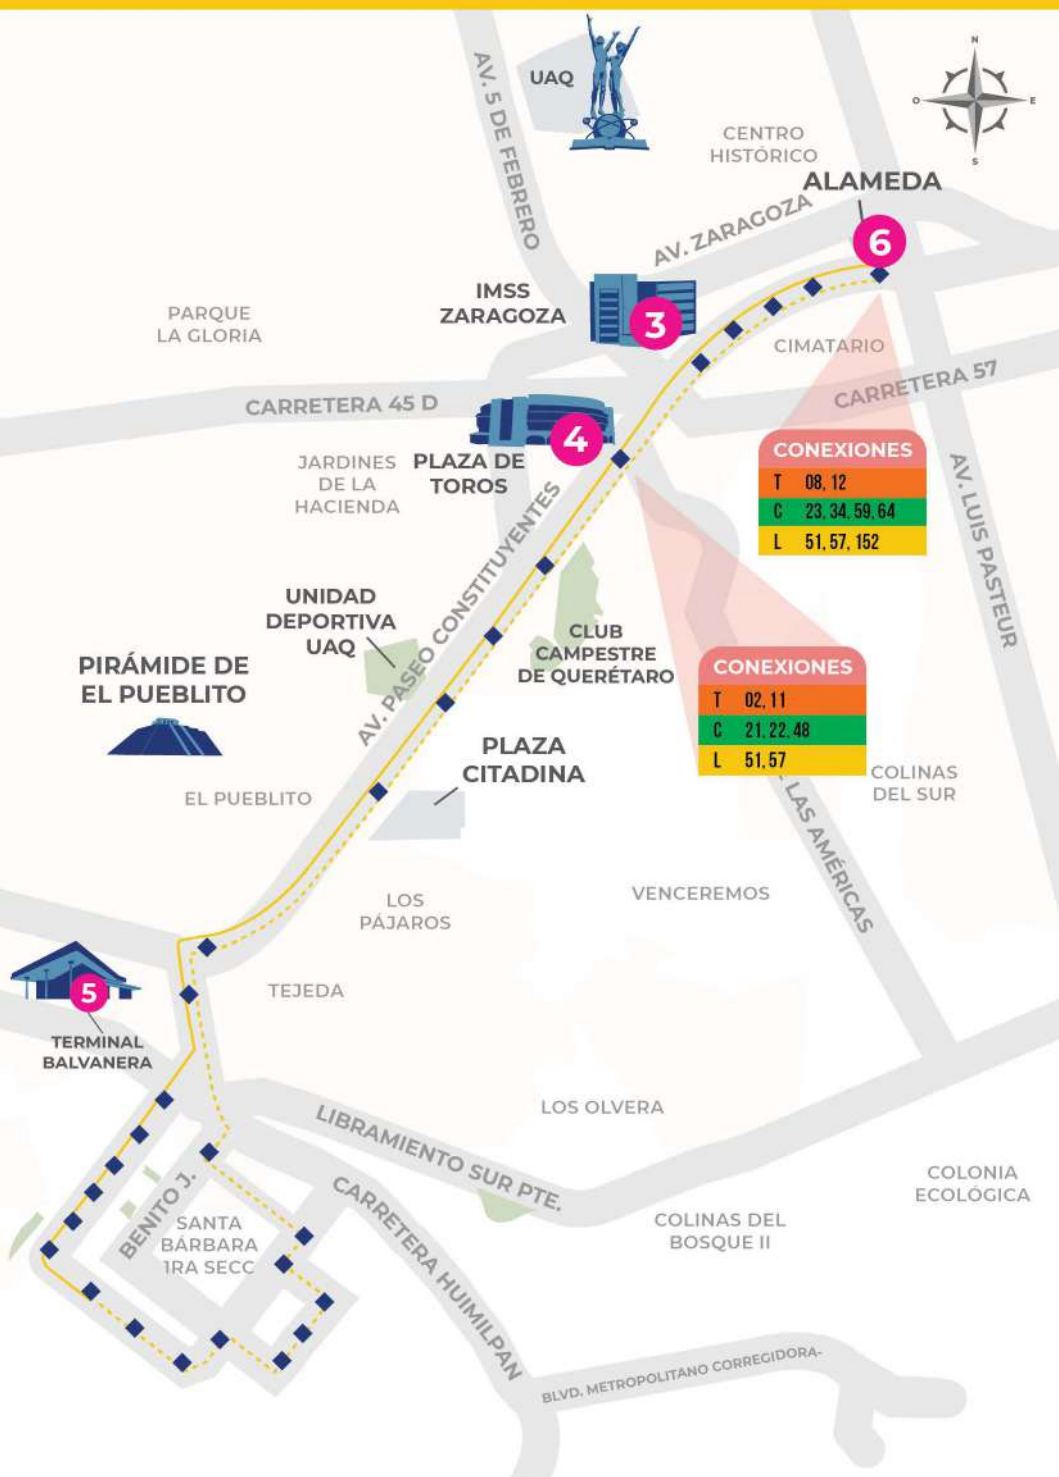 N
O
E
S
UAQ
AV. 5 DE FEBRERO
CENTRO
HISTÓRICO
ALAMEDA
6
AV. ZARAGOZA
IMSS
ZARAGOZA
3
PARQUE
LA GLORIA
CIMATARIO
CARRETERA 57
CARRETERA 45 D
4
PLAZA DE
TOROS
JARDINES
DE LA
HACIENDA
CONEXIONES
T 08, 12
C 23, 34, 59, 64
L 51, 57, 152
AV. LUIS PASTEUR
AV. PASEO CONSTITUYENTES
UNIDAD
DEPORTIVA
UAQ
CLUB
CAMPESTRE
DE QUERÉTARO
PIRÁMIDE DE
EL PUEBLITO
CONEXIONES
T 02, 11
C 21, 22, 48
L 51, 57
PLAZA
CITADINA
COLINAS
DEL SUR
EL PUEBLITO
LAS AMÉRICAS
LOS
PÁJAROS
VENCEREMOS
5
TEJEDA
TERMINAL
BALVANERA
LOS OLVERA
LIBRAMIENTO SUR PTE.
BENITO J.
CARRETERA HUIMILPAN
COLONIA
ECOLÓGICA
SANTA
BÁRBARA
1RA SECC
COLINAS DEL
BOSQUE II
BLVD. METROPOLITANO CORREGIDORA-